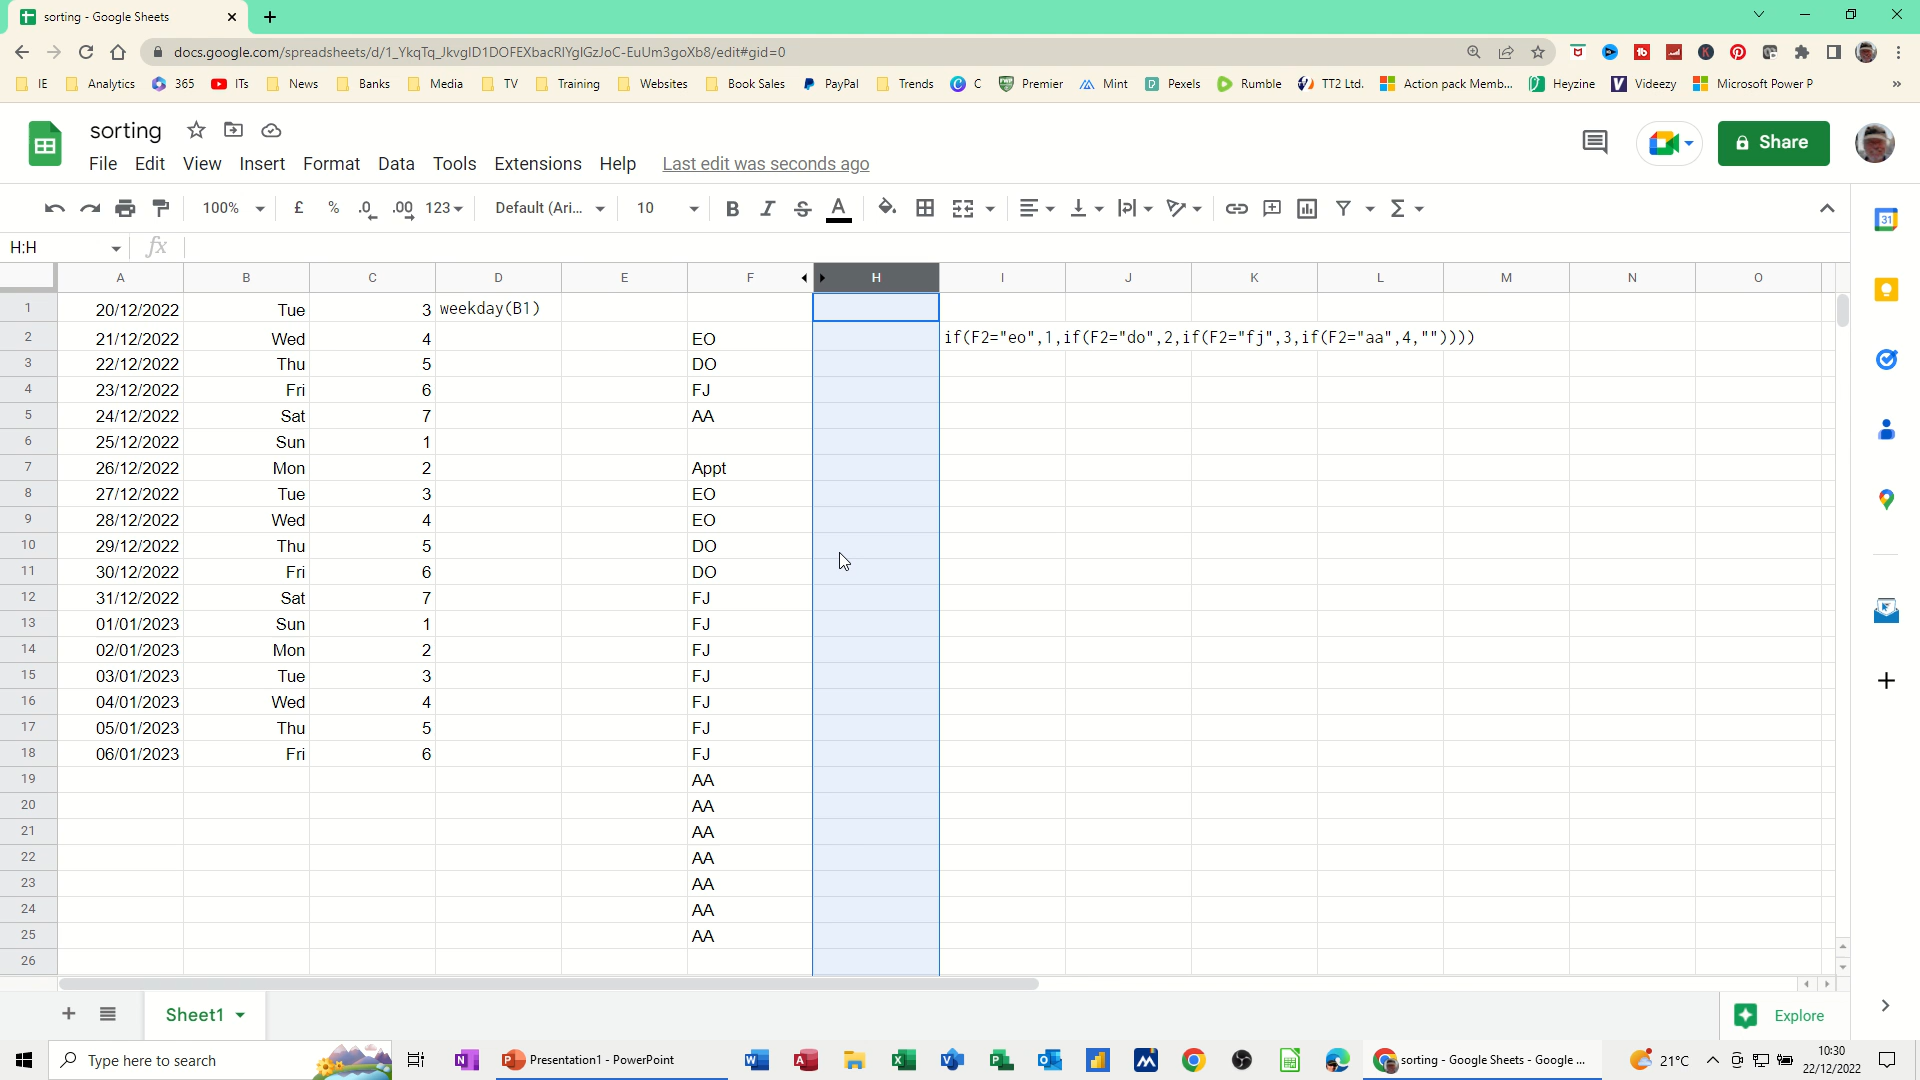 sorting - Google Sheets
docs.google.com/spreadsheets/d/1_YkqTq_JkvgID1DOFEXbacRlYglGzJoC-EuUm3goXb8/edit#gid=0
IE Analytics 365 ITs News Banks Media TV Training Websites Book Sales PayPal Trends C Premier Mint Pexels Rumble TT2 Ltd. Action pack Memb... Heyzine Videezy Microsoft Power P »
sorting
File Edit View Insert Format Data Tools Extensions Help Last edit was seconds ago
Share
100% £ % .0 .00 123 Default (Ari... 10 B I S A
H:H fx
A B C D E F H I J K L M N O
1 20/12/2022 Tue 3 weekday(B1)
2 21/12/2022 Wed 4 EO if(F2="eo",1,if(F2="do",2,if(F2="fj",3,if(F2="aa",4,""))))
3 22/12/2022 Thu 5 DO
4 23/12/2022 Fri 6 FJ
5 24/12/2022 Sat 7 AA
6 25/12/2022 Sun 1
7 26/12/2022 Mon 2 Appt
8 27/12/2022 Tue 3 EO
9 28/12/2022 Wed 4 EO
10 29/12/2022 Thu 5 DO
11 30/12/2022 Fri 6 DO
12 31/12/2022 Sat 7 FJ
13 01/01/2023 Sun 1 FJ
14 02/01/2023 Mon 2 FJ
15 03/01/2023 Tue 3 FJ
16 04/01/2023 Wed 4 FJ
17 05/01/2023 Thu 5 FJ
18 06/01/2023 Fri 6 FJ
19 AA
20 AA
21 AA
22 AA
23 AA
24 AA
25 AA
26
Sheet1
Explore
Type here to search
Presentation1 - PowerPoint
sorting - Google Sheets - Google ...
21°C
10:30
22/12/2022